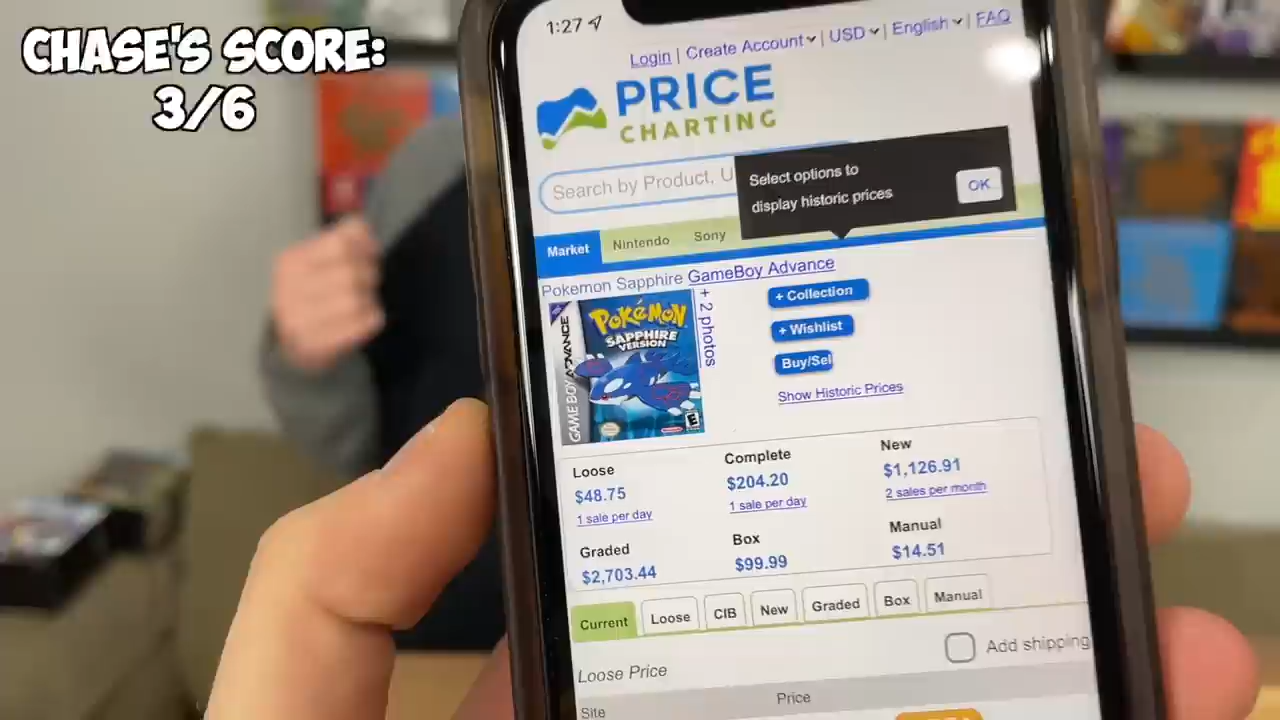 CHASE'S SCORE:
3/6
1:27
Login | Create Account | USD | English | FAQ
PRICE
CHARTING
Search by Product, U
Select options to
display historic prices
OK
Market Nintendo Sony
Pokemon Sapphire GameBoy Advance
GAME BOY ADVANCE
POKéMON
SAPPHIRE
VERSION
E
+ 2 photos
+ Collection
+ Wishlist
Buy/Sel
Show Historic Prices
Loose Complete New
$48.75 $204.20 $1,126.91
1 sale per day 1 sale per day 2 sales per month
Graded Box Manual
$2,703.44 $99.99 $14.51
Current Loose CIB New Graded Box Manual
Add shipping
Loose Price
Site Price